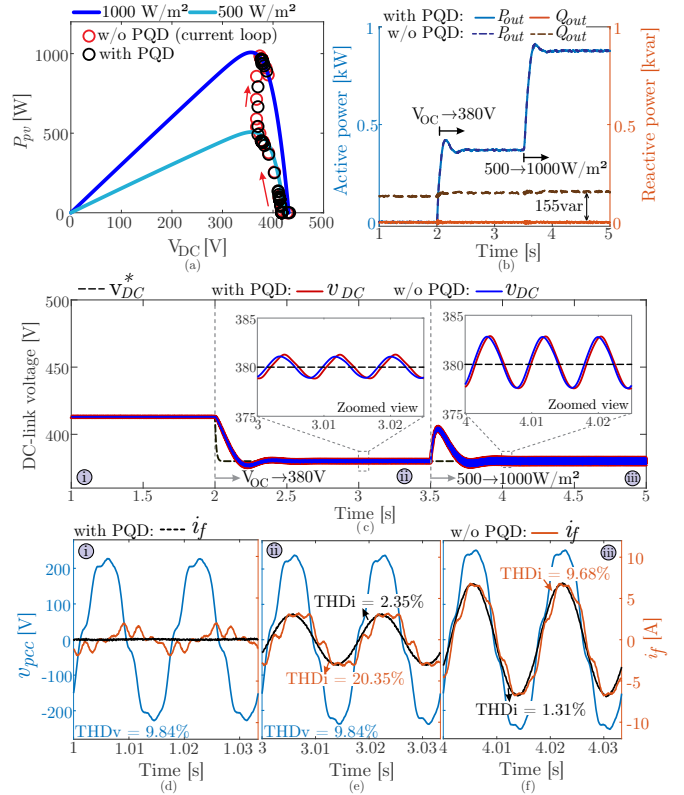 1000 W/m² 500 W/m²
w/o PQD (current loop)
with PQD
P_pv [W]
1000
500
0
0 100 200 300 400 500
V_DC [V]
(a)
with PQD: P_out Q_out
w/o PQD: P_out Q_out
Active power [kW]
Reactive power [kvar]
1
0.5
0
1
0.5
0
V_OC→380V
500→1000W/m²
155var
1 2 3 4 5
Time [s]
(b)
v*_DC with PQD: v_DC w/o PQD: v_DC
DC-link voltage [V]
500
450
400
385
380
375
3 3.01 3.02
Zoomed view
385
380
375
4 4.01 4.02
Zoomed view
i
ii
iii
V_OC→380V
500→1000W/m²
1 1.5 2 2.5 3 3.5 4 4.5 5
Time [s]
(c)
with PQD: i_f
w/o PQD: i_f
v_pcc [V]
200
100
0
-100
-200
i
THDv = 9.84%
1 1.01 1.02 1.03
Time [s]
(d)
ii
THDi = 2.35%
THDi = 20.35%
THDv = 9.84%
3 3.01 3.02 3.03
Time [s]
(e)
iii
THDi = 9.68%
THDi = 1.31%
4 4.01 4.02 4.03
Time [s]
(f)
10
5
0
-5
-10
i_f [A]